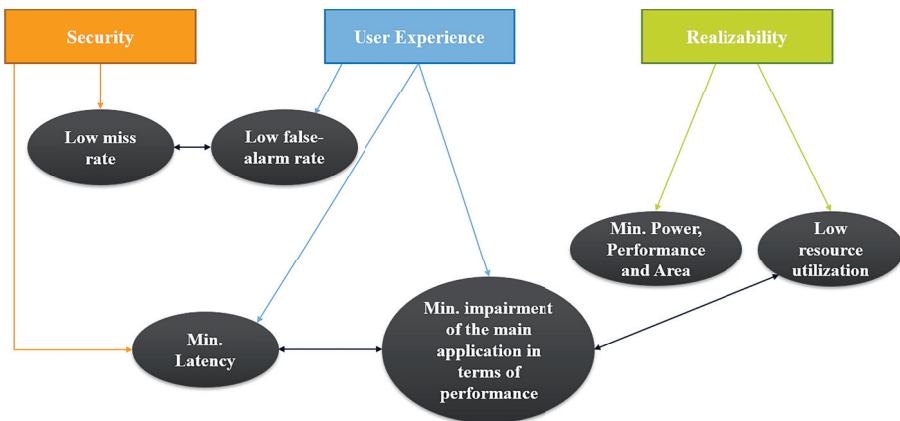 Security
User Experience
Realizability
Low miss
rate
Low false-
alarm rate
Min. Power,
Performance
and Area
Low
resource
utilization
Min.
Latency
Min. impairment
of the main
application in
terms of
performance